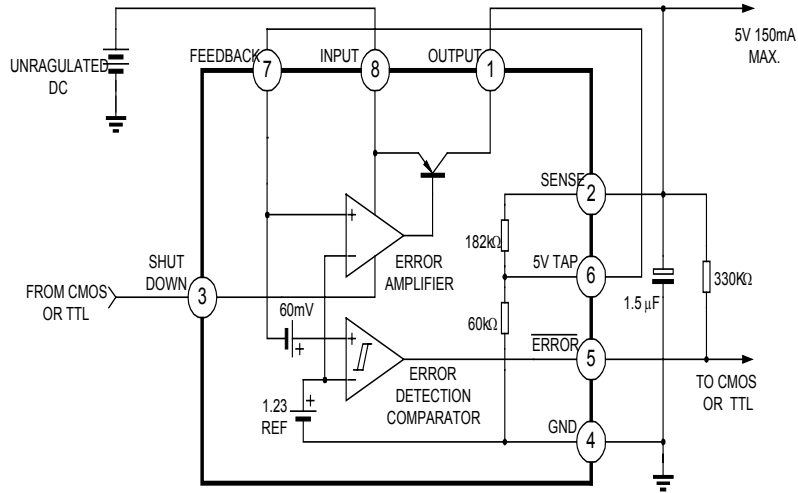 5V 150mA
MAX.
UNRAGULATED
DC
FEEDBACK
7
INPUT
8
OUTPUT
1
SENSE
2
182kΩ
5V TAP
6
330KΩ
1.5 µF
+
−
ERROR
AMPLIFIER
SHUT
DOWN
3
FROM CMOS
OR TTL
60mV
+
+
−
60kΩ
ERROR
5
ERROR
DETECTION
COMPARATOR
TO CMOS
OR TTL
1.23
REF
+
GND
4